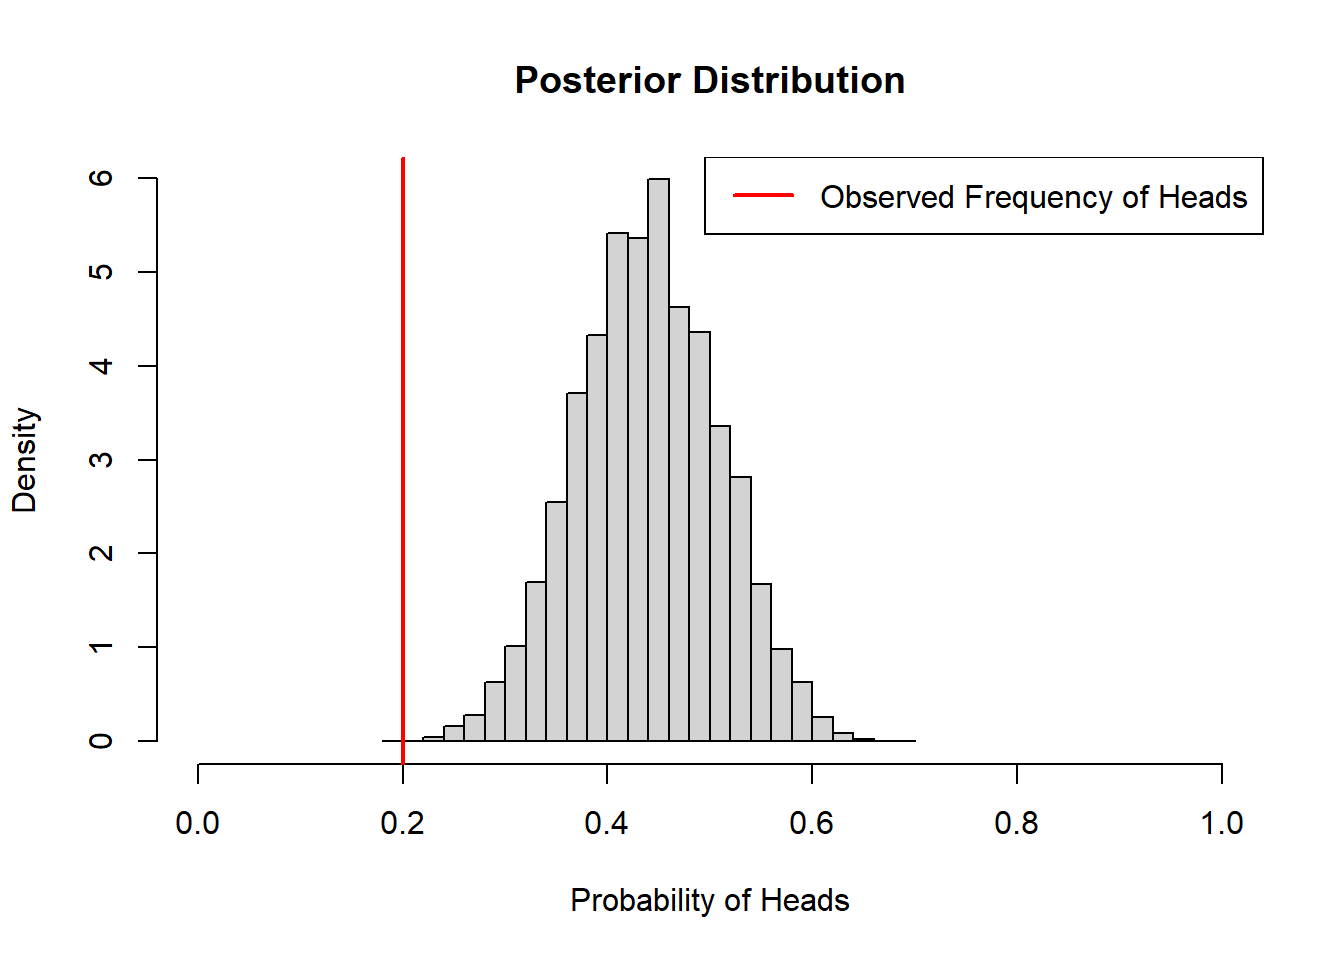 Posterior Distribution
Observed Frequency of Heads
6
5
4
3
2
1
0
Density
0.0 0.2 0.4 0.6 0.8 1.0
Probability of Heads